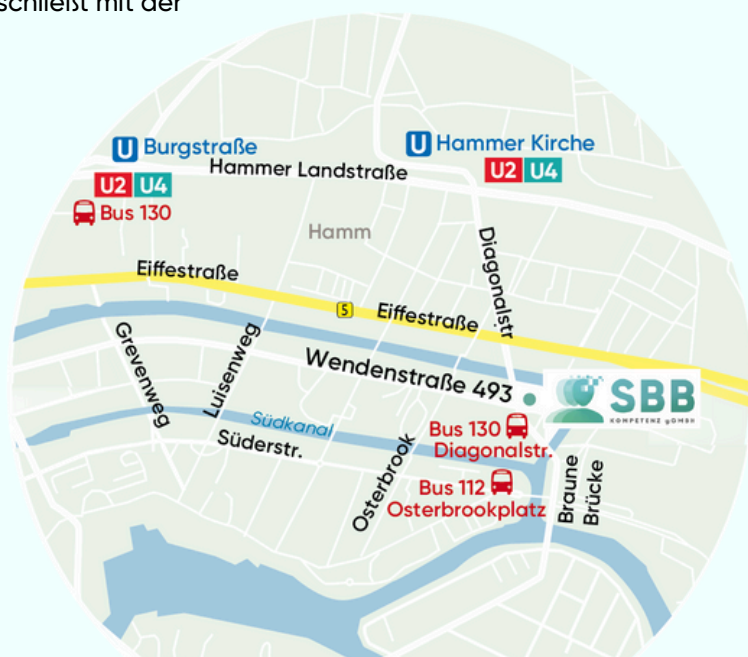 schließt mit der
U Burgstraße
U Hammer Kirche
Hammer Landstraße
U2 U4
U2 U4
Bus 130
Hamm
Diagonalstr
Eiffestraße
5
Eiffestraße
Grevenweg
Luisenweg
Wendenstraße 493
SBB
KOMPETENZ gGMBH
Südkanal
Bus 130
Diagonalstr.
Süderstr.
Osterbrook
Bus 112
Osterbrookplatz
Braune
Brücke